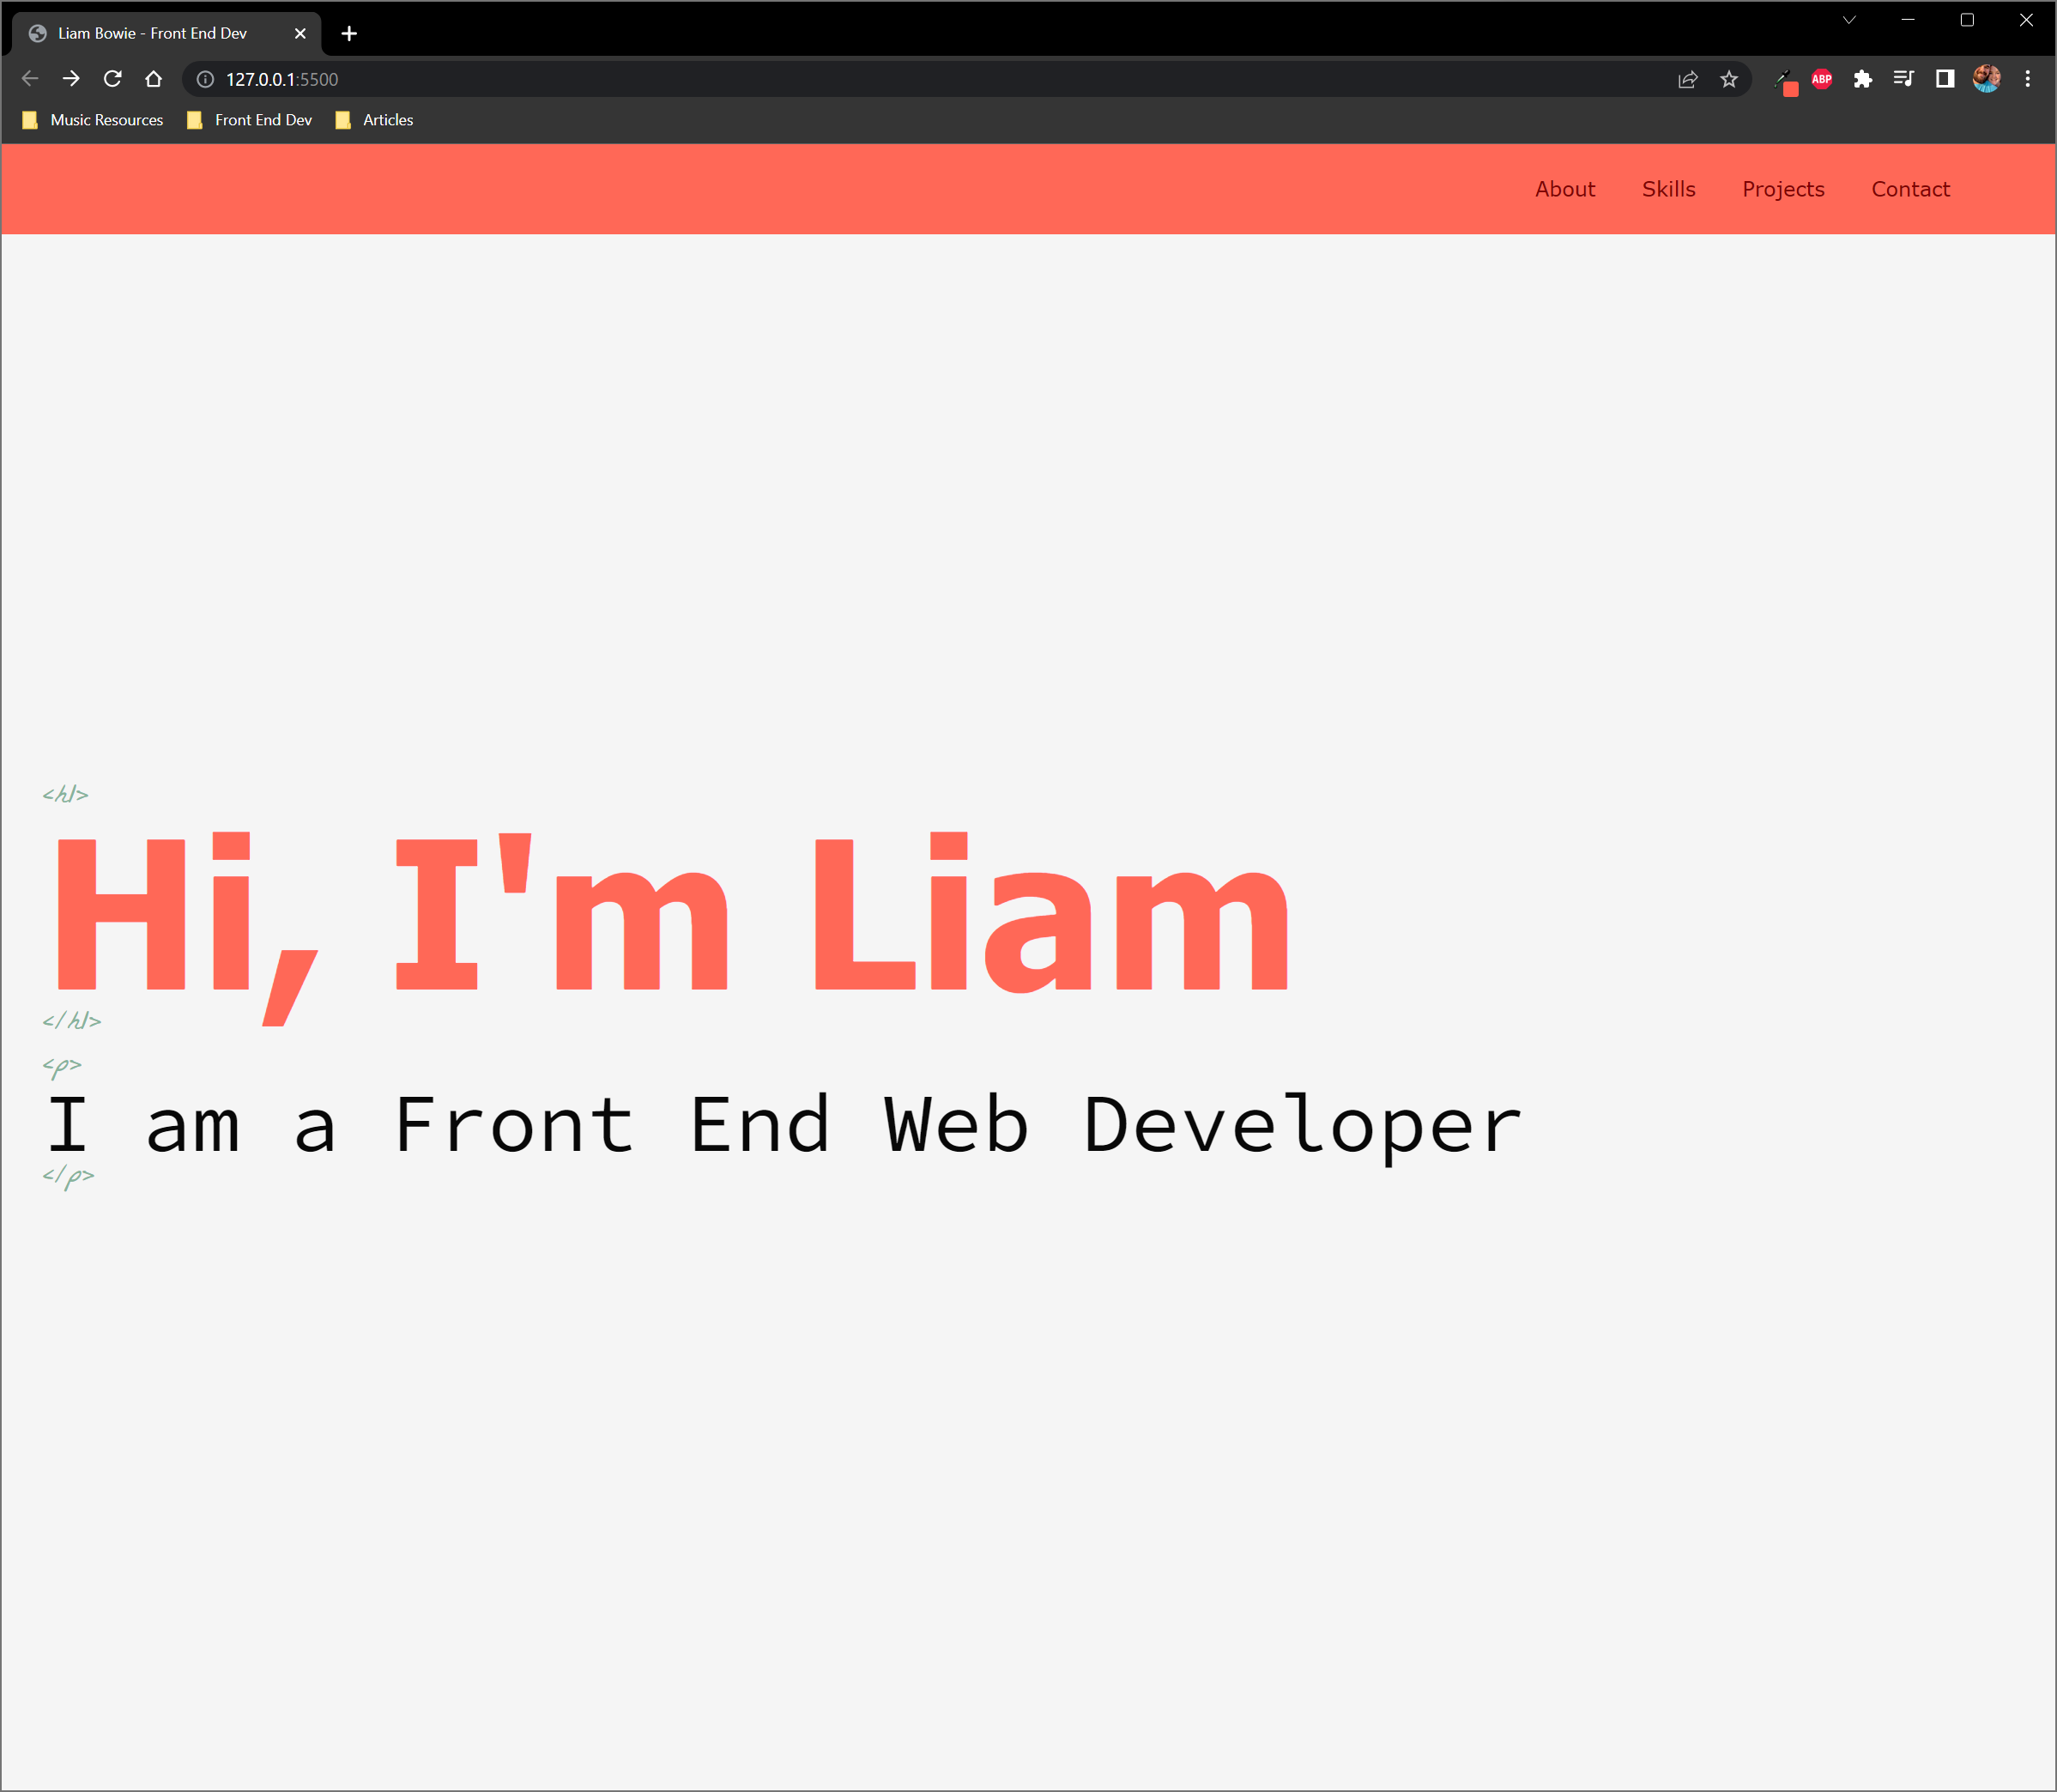 Liam Bowie - Front End Dev
127.0.0.1:5500
ABP
Music Resources Front End Dev Articles
About Skills Projects Contact
<h1>
Hi, I'm Liam
</h1>
<p>
I am a Front End Web Developer
</p>